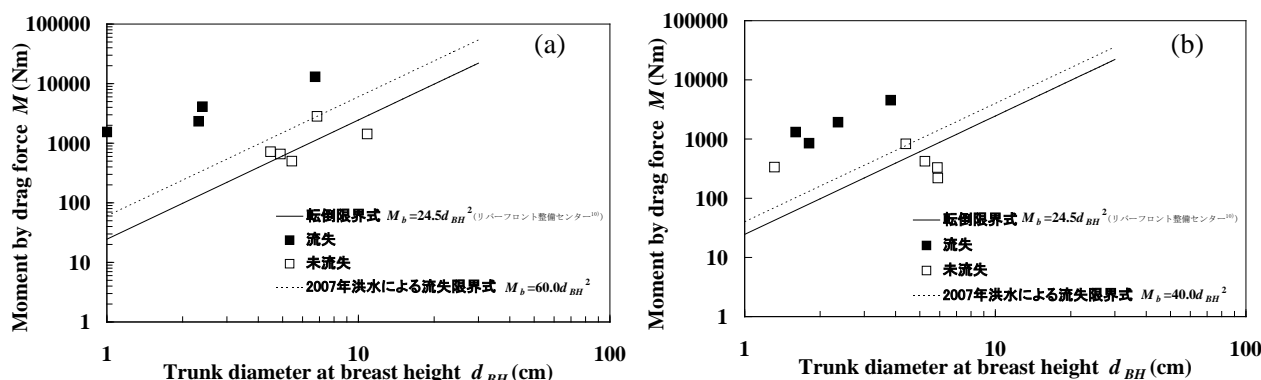 (a)
Moment by drag force M (Nm)
100000
10000
1000
100
10
1
転倒限界式 M_b=24.5d_BH^2(リバーフロント整備センター^10))
流失
未流失
2007年洪水による流失限界式 M_b=60.0d_BH^2
1 10 100
Trunk diameter at breast height d_BH (cm)
(b)
Moment by drag force M (Nm)
100000
10000
1000
100
10
1
転倒限界式 M_b=24.5d_BH^2(リバーフロント整備センター^10))
流失
未流失
2007年洪水による流失限界式 M_b=40.0d_BH^2
1 10 100
Trunk diameter at breast height d_BH (cm)